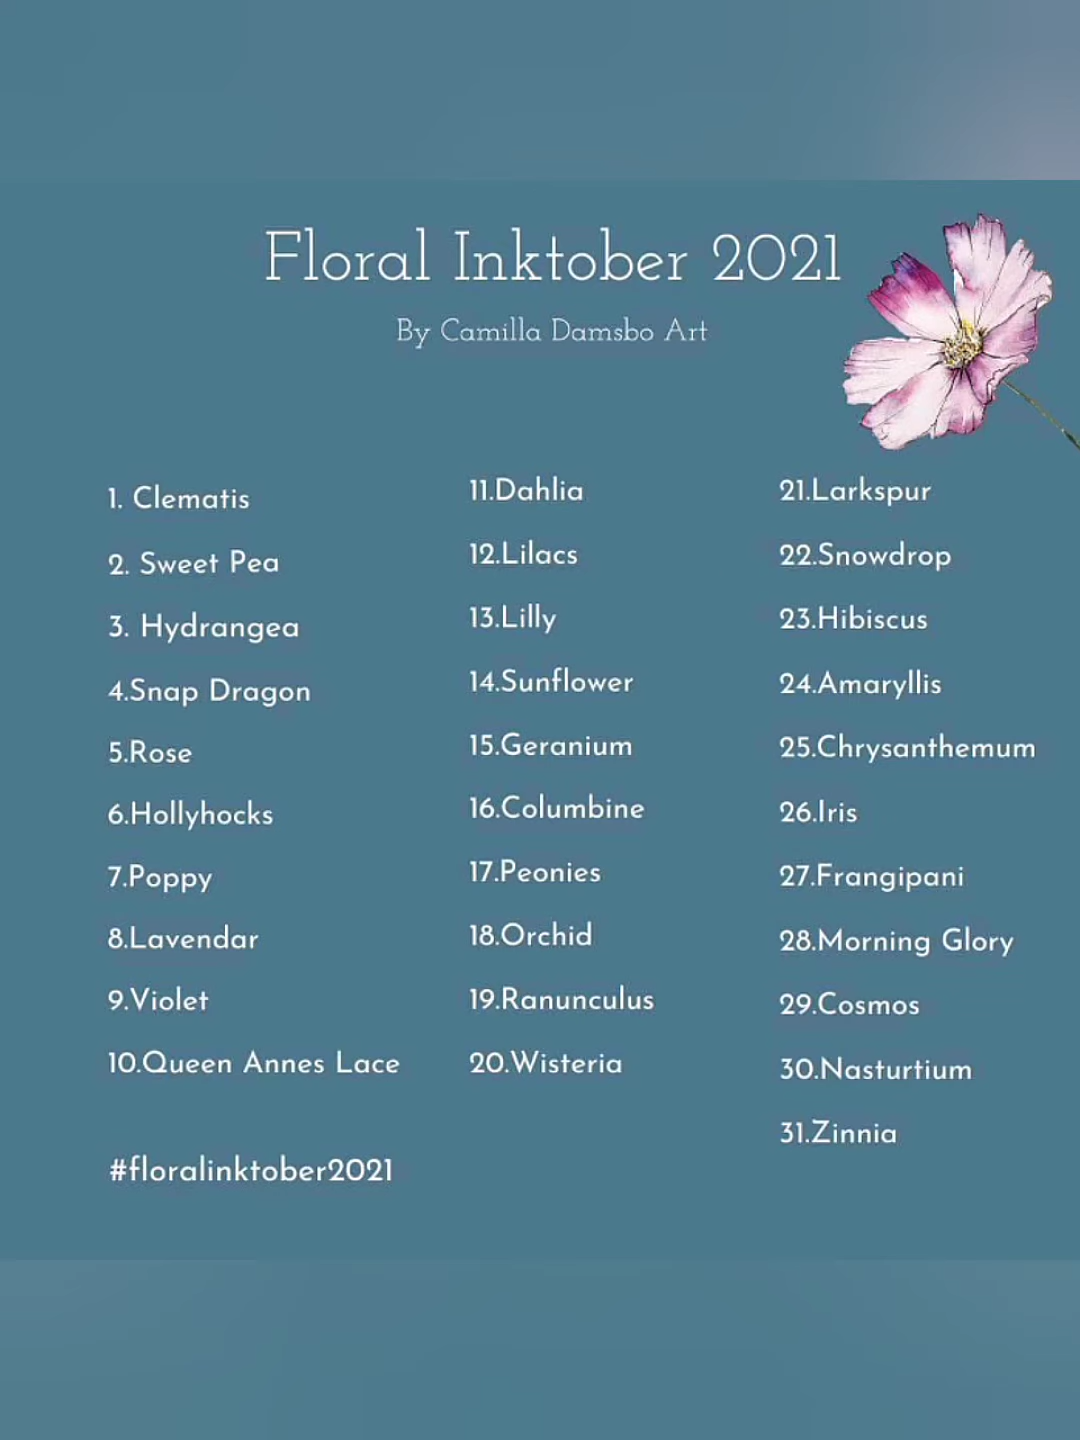 Floral Inktober 2021
By Camilla Damsbo Art
1. Clematis
2. Sweet Pea
3. Hydrangea
4.Snap Dragon
5.Rose
6.Hollyhocks
7.Poppy
8.Lavendar
9.Violet
10.Queen Annes Lace
11.Dahlia
12.Lilacs
13.Lilly
14.Sunflower
15.Geranium
16.Columbine
17.Peonies
18.Orchid
19.Ranunculus
20.Wisteria
21.Larkspur
22.Snowdrop
23.Hibiscus
24.Amaryllis
25.Chrysanthemum
26.Iris
27.Frangipani
28.Morning Glory
29.Cosmos
30.Nasturtium
31.Zinnia
#floralinktober2021